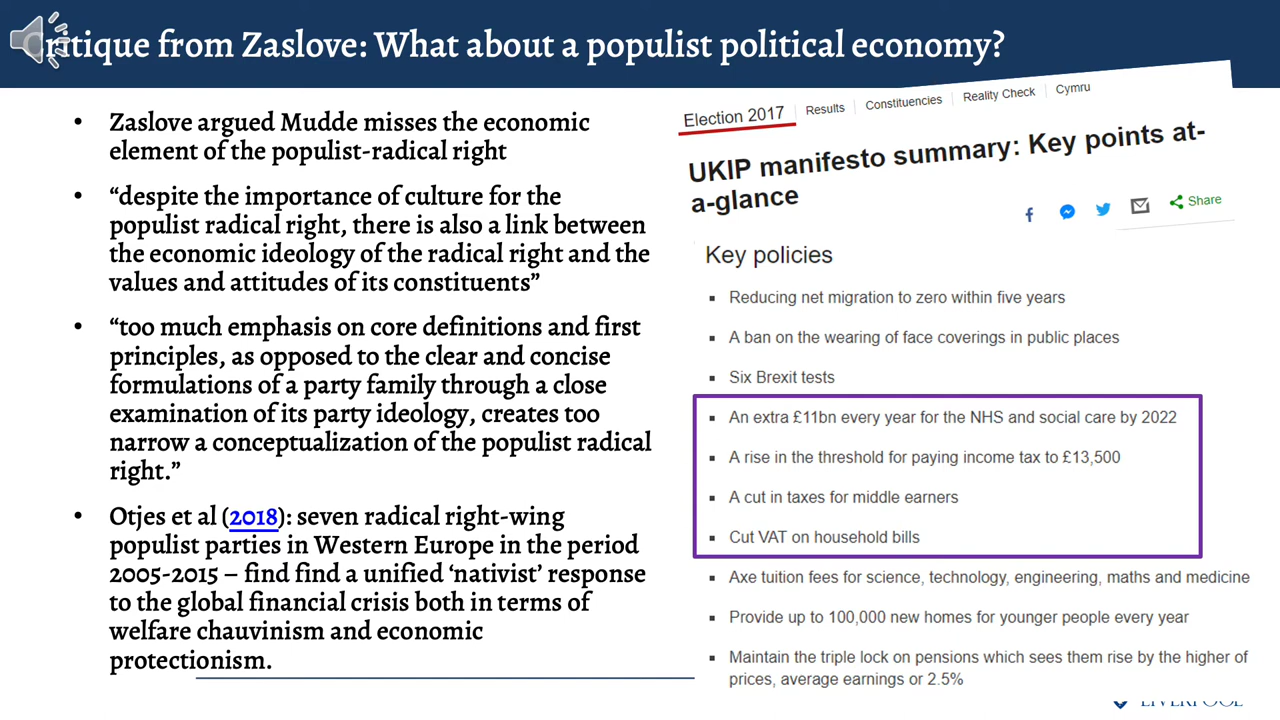 Critique from Zaslove: What about a populist political economy?
• Zaslove argued Mudde misses the economic
element of the populist-radical right
• “despite the importance of culture for the
populist radical right, there is also a link between
the economic ideology of the radical right and the
values and attitudes of its constituents”
• “too much emphasis on core definitions and first
principles, as opposed to the clear and concise
formulations of a party family through a close
examination of its party ideology, creates too
narrow a conceptualization of the populist radical
right.”
• Otjes et al (2018): seven radical right-wing
populist parties in Western Europe in the period
2005-2015 – find find a unified ‘nativist’ response
to the global financial crisis both in terms of
welfare chauvinism and economic
protectionism.
Election 2017 Results Constituencies Reality Check Cymru
UKIP manifesto summary: Key points at-
a-glance
Share
Key policies
▪ Reducing net migration to zero within five years
▪ A ban on the wearing of face coverings in public places
▪ Six Brexit tests
▪ An extra £11bn every year for the NHS and social care by 2022
▪ A rise in the threshold for paying income tax to £13,500
▪ A cut in taxes for middle earners
▪ Cut VAT on household bills
▪ Axe tuition fees for science, technology, engineering, maths and medicine
▪ Provide up to 100,000 new homes for younger people every year
▪ Maintain the triple lock on pensions which sees them rise by the higher of
prices, average earnings or 2.5%
LIVERPOOL